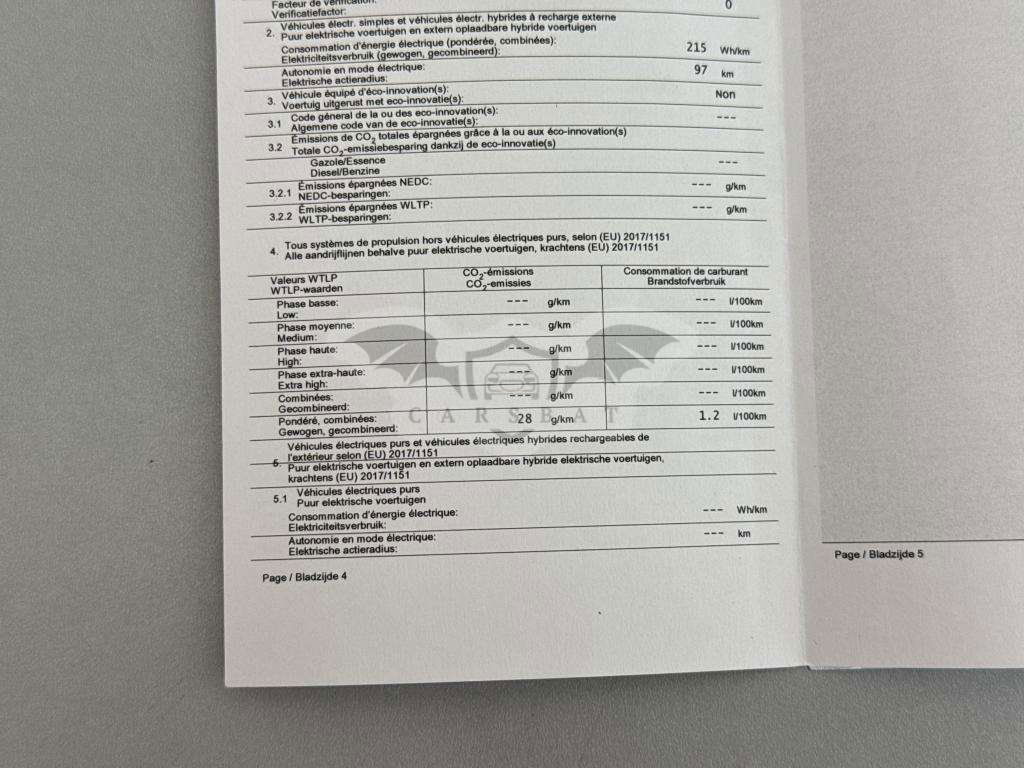 Facteur de vérification:
Verificatiefactor:
0
2. Véhicules électr. simples et véhicules électr. hybrides à recharge externe
Puur elektrische voertuigen en extern oplaadbare hybride voertuigen
Consommation d'énergie électrique (pondérée, combinées):
Elektriciteitsverbruik (gewogen, gecombineerd):
215 Wh/km
Autonomie en mode électrique:
Elektrische actieradius:
97 km
3. Véhicule équipé d'éco-innovation(s):
Voertuig uitgerust met eco-innovatie(s):
Non
3.1 Code géneral de la ou des eco-innovation(s):
Algemene code van de eco-innovatie(s):
---
3.2 Émissions de CO2 totales épargnées grâce à la ou aux éco-innovation(s)
Totale CO2-emissiebesparing dankzij de eco-innovatie(s)
Gazole/Essence
Diesel/Benzine
---
3.2.1 Émissions épargnées NEDC:
NEDC-besparingen:
--- g/km
3.2.2 Émissions épargnées WLTP:
WLTP-besparingen:
--- g/km
4. Tous systèmes de propulsion hors véhicules électriques purs, selon (EU) 2017/1151
Alle aandrijflijnen behalve puur elektrische voertuigen, krachtens (EU) 2017/1151
Valeurs WTLP
WTLP-waarden
CO2-émissions
CO2-emissies
Consommation de carburant
Brandstofverbruik
Phase basse:
Low:
--- g/km --- l/100km
Phase moyenne:
Medium:
--- g/km --- l/100km
Phase haute:
High:
--- g/km --- l/100km
Phase extra-haute:
Extra high:
--- g/km --- l/100km
Combinées:
Gecombineerd:
--- g/km --- l/100km
Pondéré, combinées:
Gewogen, gecombineerd:
28 g/km 1.2 l/100km
CARSBAT
5. Véhicules électriques purs et véhicules électriques hybrides rechargeables de
l'extérieur selon (EU) 2017/1151
Puur elektrische voertuigen en extern oplaadbare hybride elektrische voertuigen,
krachtens (EU) 2017/1151
5.1 Véhicules électriques purs
Puur elektrische voertuigen
Consommation d'énergie électrique:
Elektriciteitsverbruik:
--- Wh/km
Autonomie en mode électrique:
Elektrische actieradius:
--- km
Page / Bladzijde 4
Page / Bladzijde 5